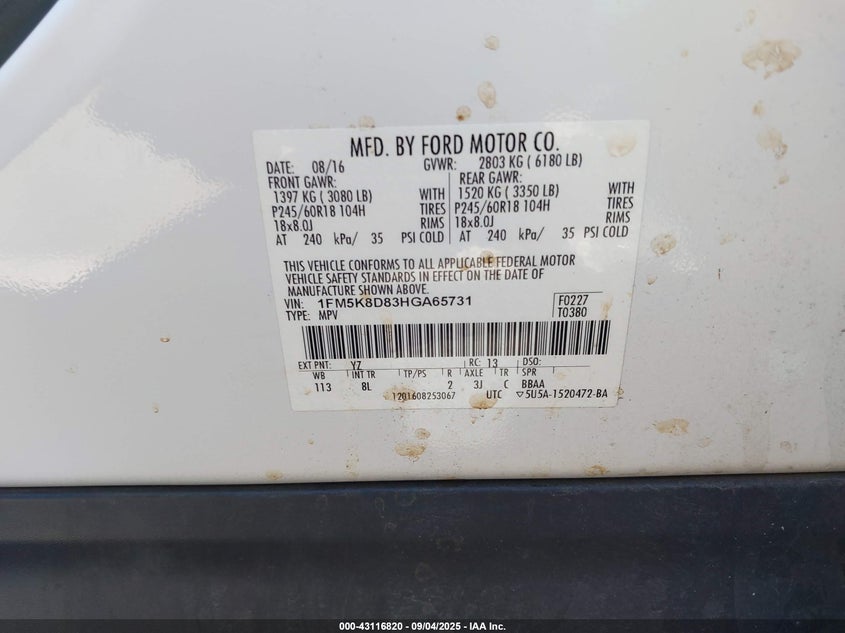 MFD. BY FORD MOTOR CO.
DATE: 08/16 GVWR: 2803 KG ( 6180 LB)
FRONT GAWR: REAR GAWR:
1397 KG ( 3080 LB) WITH 1520 KG ( 3350 LB) WITH
P245/60R18 104H TIRES P245/60R18 104H TIRES
18x8.0J RIMS 18x8.0J RIMS
AT 240 kPa/ 35 PSI COLD AT 240 kPa/ 35 PSI COLD
THIS VEHICLE CONFORMS TO ALL APPLICABLE FEDERAL MOTOR
VEHICLE SAFETY STANDARDS IN EFFECT ON THE DATE OF
MANUFACTURE SHOWN ABOVE.
VIN: 1FM5K8D83HGA65731 F0227
TYPE: MPV T0380
EXT PNT: YZ RC: 13 DSO:
WB INT TR TP/PS R AXLE TR SPR
113 8L 2 3J C BBAA
1201608253067 UTC ▽5U5A-1520472-BA
000-43116820 - 09/04/2025 - IAA Inc.